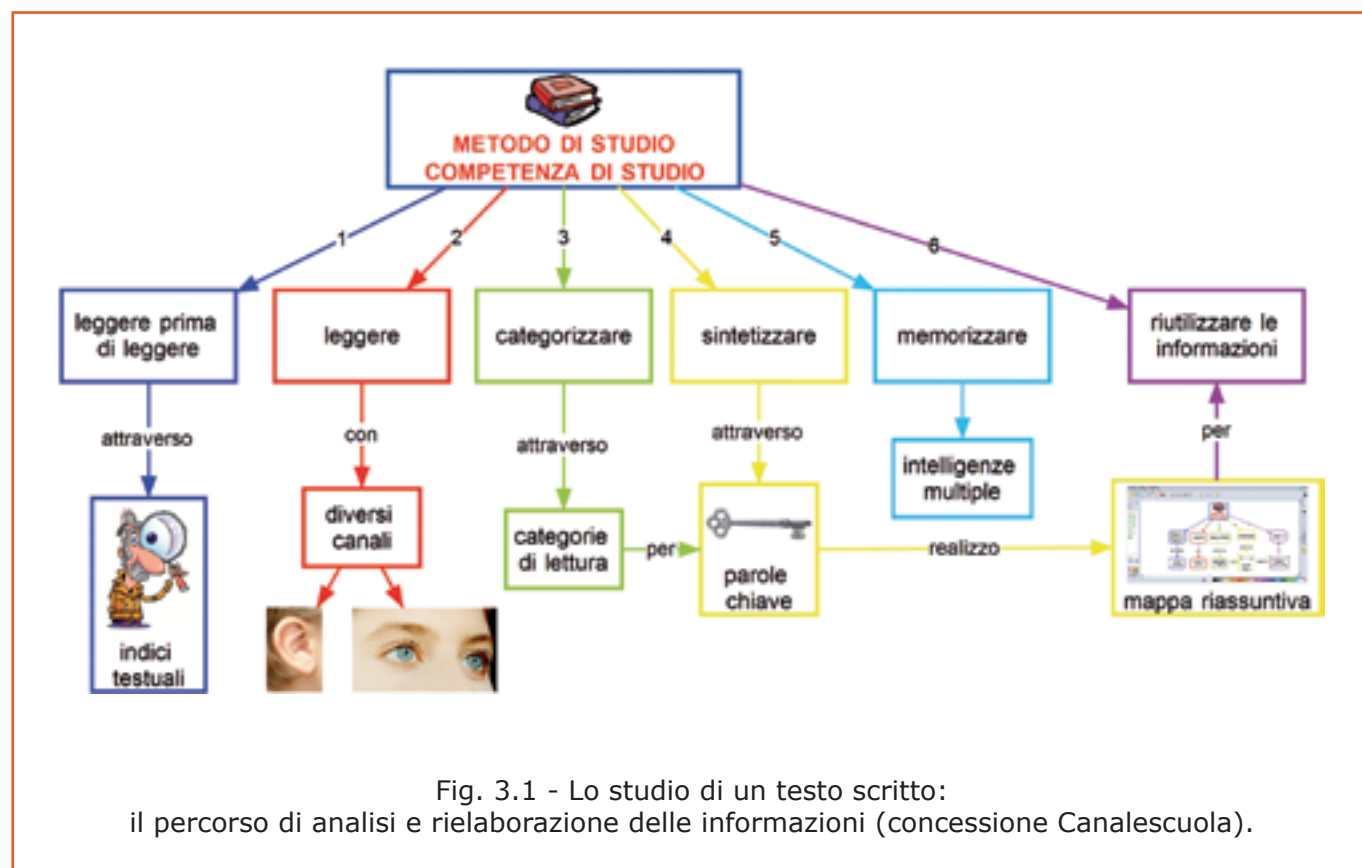 METODO DI STUDIO
COMPETENZA DI STUDIO
1
2
3
4
5
6
leggere prima
di leggere
leggere
categorizzare
sintetizzare
memorizzare
riutilizzare le
informazioni
attraverso
con
attraverso
attraverso
per
indici
testuali
diversi
canali
categorie
di lettura
per
parole
chiave
intelligenze
multiple
realizzo
mappa riassuntiva
Fig. 3.1 - Lo studio di un testo scritto:
il percorso di analisi e rielaborazione delle informazioni (concessione Canalescuola).